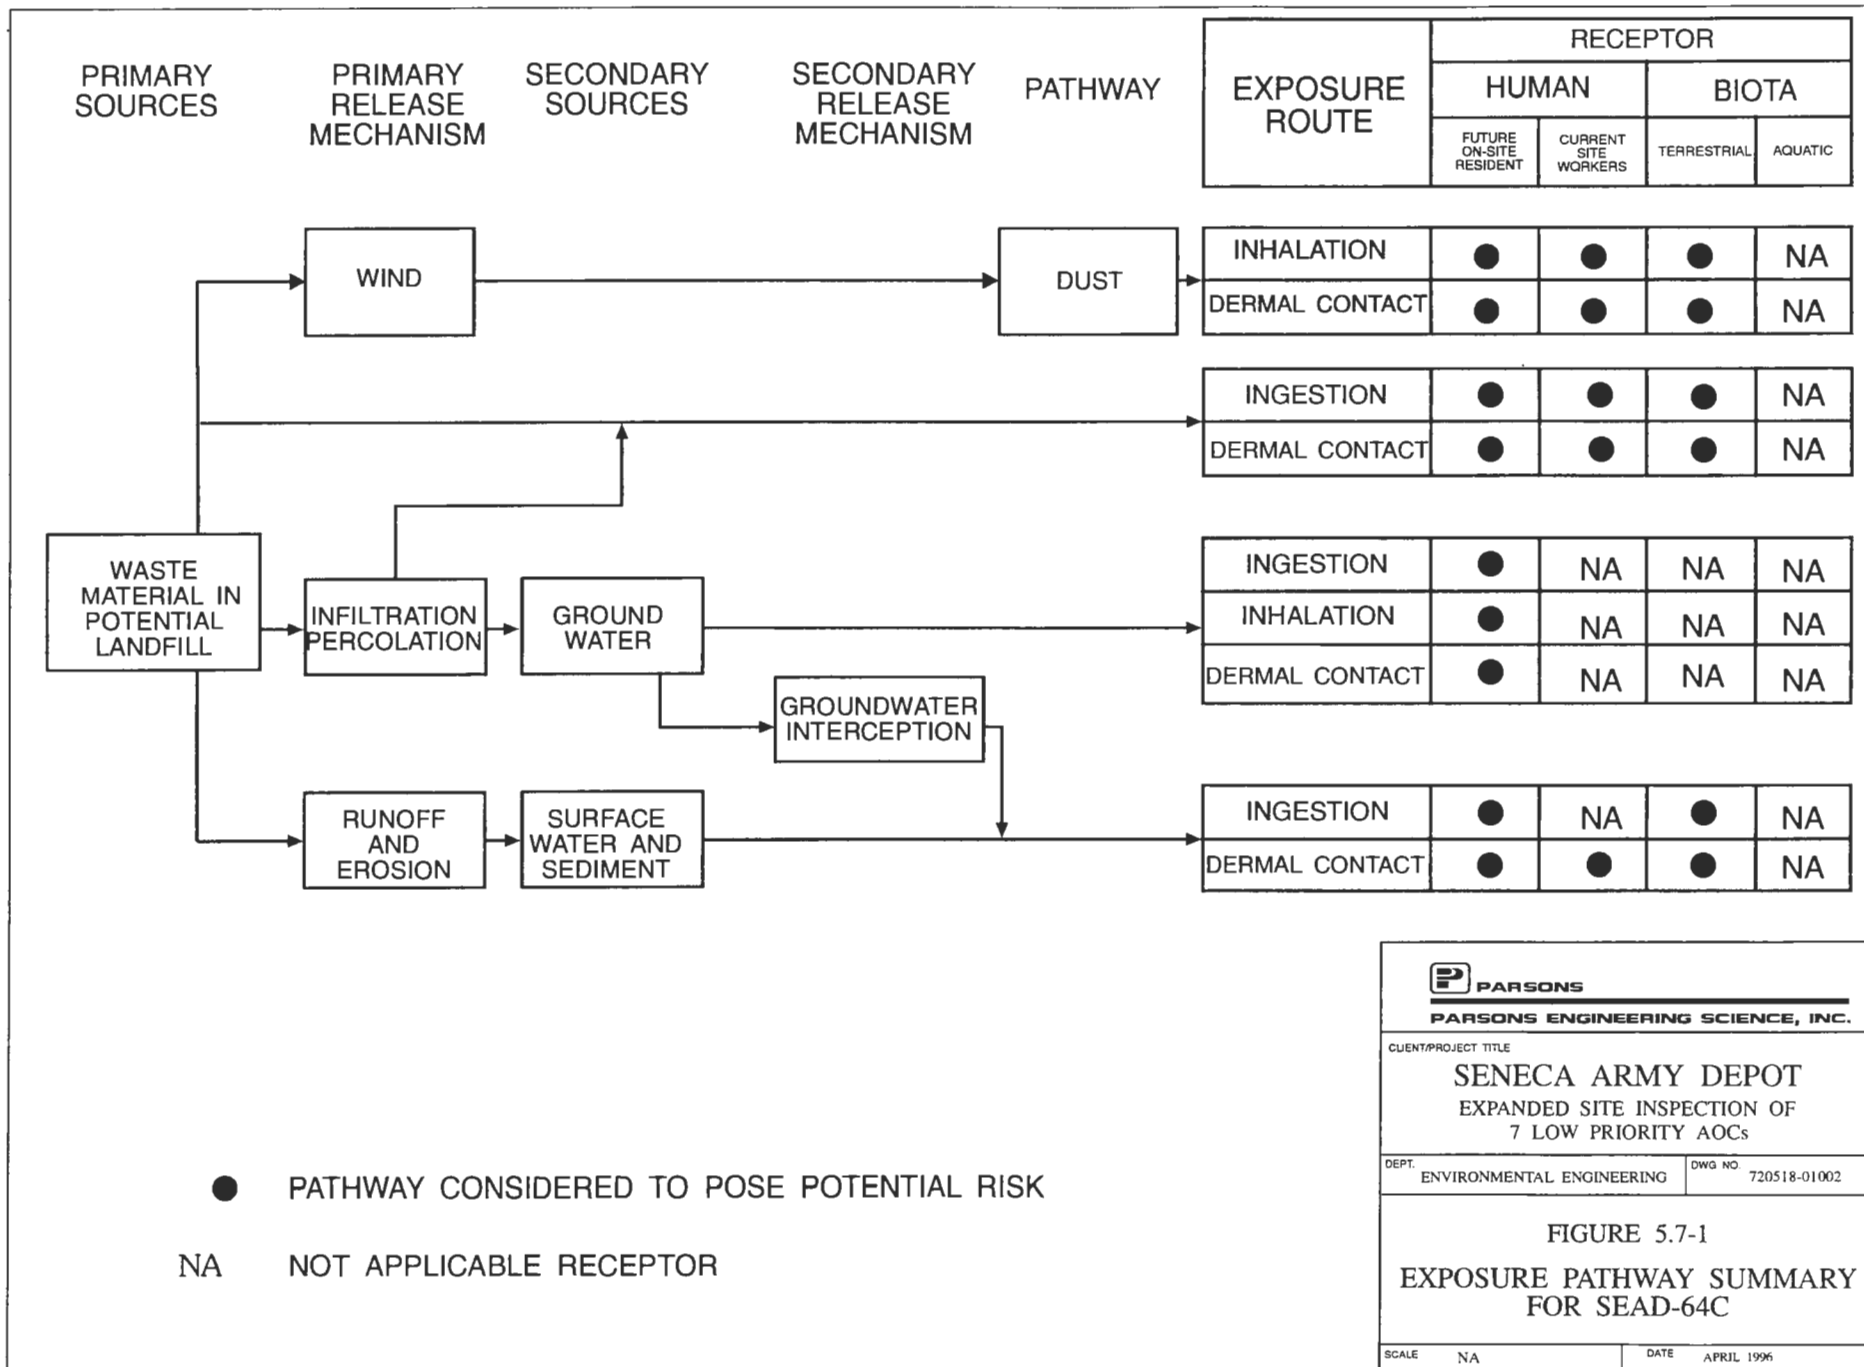 PRIMARY
SOURCES
PRIMARY
RELEASE
MECHANISM
SECONDARY
SOURCES
SECONDARY
RELEASE
MECHANISM
PATHWAY
EXPOSURE
ROUTE
RECEPTOR
HUMAN
BIOTA
FUTURE
ON-SITE
RESIDENT
CURRENT
SITE
WORKERS
TERRESTRIAL
AQUATIC
WIND
DUST
INHALATION ● ● ● NA
DERMAL CONTACT ● ● ● NA
INGESTION ● ● ● NA
DERMAL CONTACT ● ● ● NA
WASTE
MATERIAL IN
POTENTIAL
LANDFILL
INFILTRATION
PERCOLATION
GROUND
WATER
INGESTION ● NA NA NA
INHALATION ● NA NA NA
DERMAL CONTACT ● NA NA NA
GROUNDWATER
INTERCEPTION
RUNOFF
AND
EROSION
SURFACE
WATER AND
SEDIMENT
INGESTION ● NA ● NA
DERMAL CONTACT ● ● ● NA
● PATHWAY CONSIDERED TO POSE POTENTIAL RISK
NA NOT APPLICABLE RECEPTOR
PARSONS
PARSONS ENGINEERING SCIENCE, INC.
CLIENT/PROJECT TITLE
SENECA ARMY DEPOT
EXPANDED SITE INSPECTION OF
7 LOW PRIORITY AOCs
DEPT. ENVIRONMENTAL ENGINEERING
DWG NO. 720518-01002
FIGURE 5.7-1
EXPOSURE PATHWAY SUMMARY
FOR SEAD-64C
SCALE NA
DATE APRIL 1996